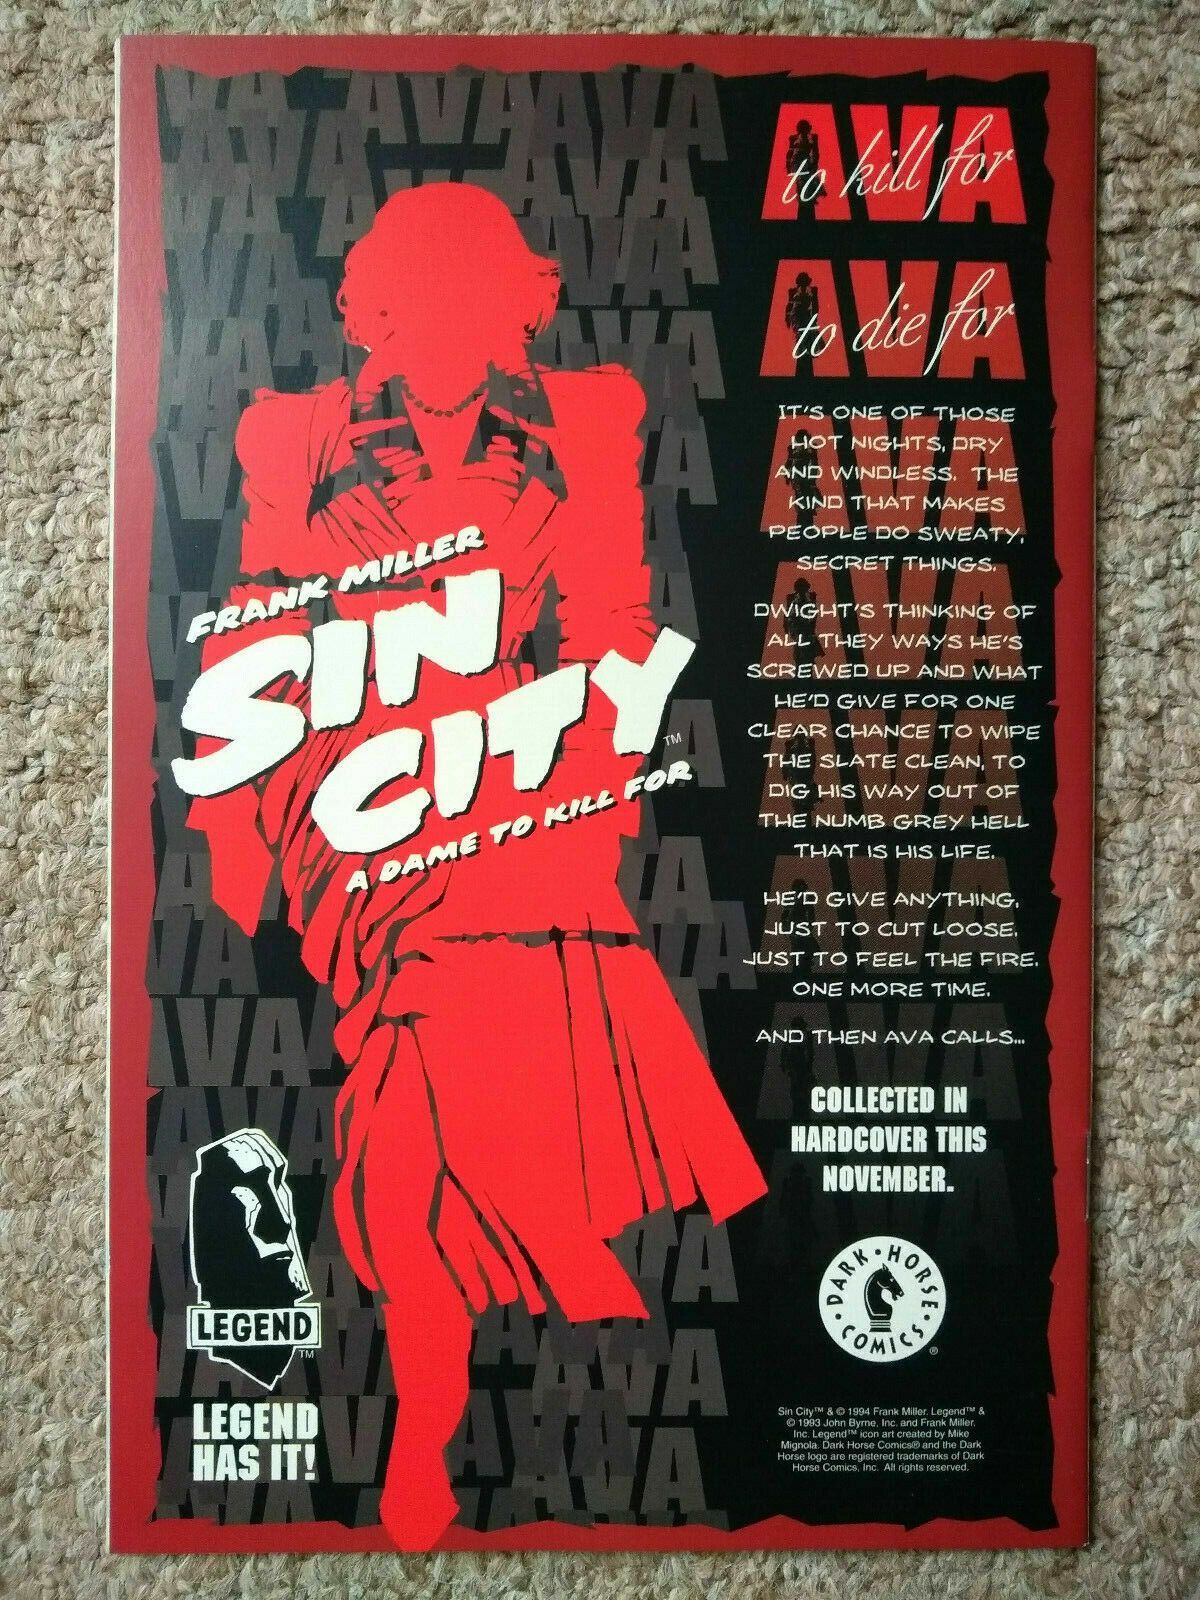 AVA
to kill for
AVA
to die for
IT'S ONE OF THOSE
HOT NIGHTS, DRY
AND WINDLESS. THE
KIND THAT MAKES
PEOPLE DO SWEATY,
SECRET THINGS.
DWIGHT'S THINKING OF
ALL THEY WAYS HE'S
SCREWED UP AND WHAT
HE'D GIVE FOR ONE
CLEAR CHANCE TO WIPE
THE SLATE CLEAN, TO
DIG HIS WAY OUT OF
THE NUMB GREY HELL
THAT IS HIS LIFE.
HE'D GIVE ANYTHING,
JUST TO CUT LOOSE.
JUST TO FEEL THE FIRE.
ONE MORE TIME.
AND THEN AVA CALLS...
COLLECTED IN
HARDCOVER THIS
NOVEMBER.
FRANK MILLER
SIN
CITY™
A DAME TO KILL FOR
LEGEND™
LEGEND
HAS IT!
DARK • HORSE • COMICS •®
Sin City™ & © 1994 Frank Miller. Legend™ &
© 1993 John Byrne, Inc. and Frank Miller,
Inc. Legend™ icon art created by Mike
Mignola. Dark Horse Comics® and the Dark
Horse logo are registered trademarks of Dark
Horse Comics, Inc. All rights reserved.